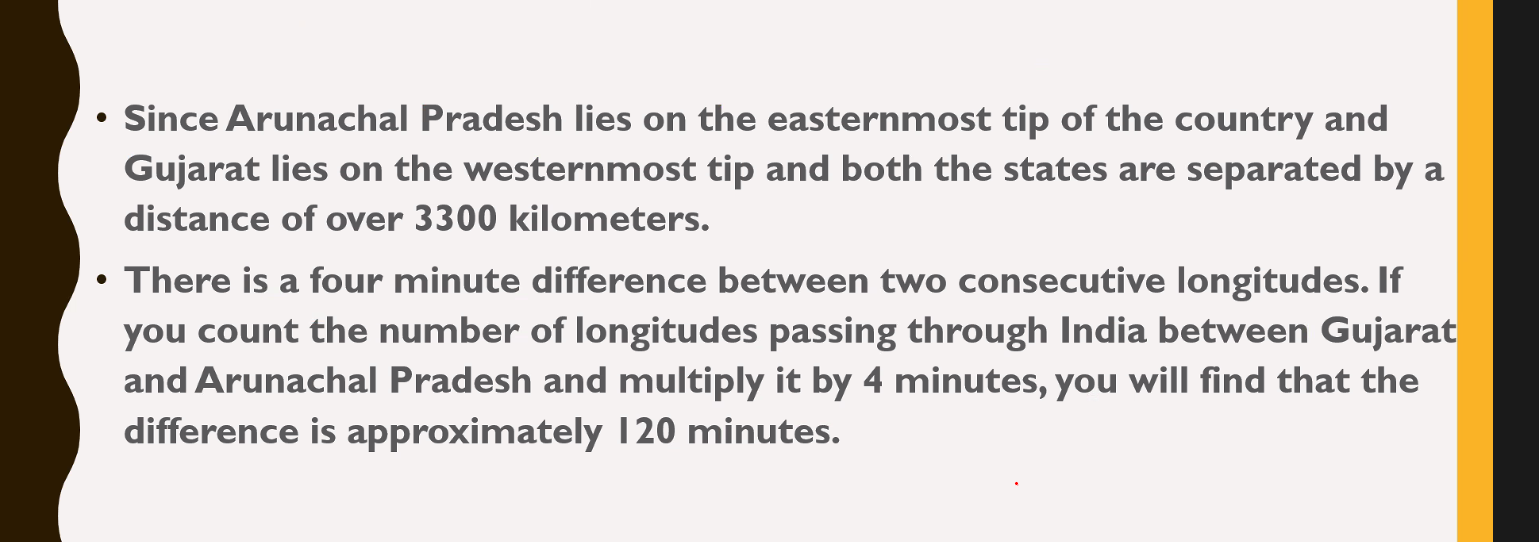 • Since Arunachal Pradesh lies on the easternmost tip of the country and
Gujarat lies on the westernmost tip and both the states are separated by a
distance of over 3300 kilometers.
• There is a four minute difference between two consecutive longitudes. If
you count the number of longitudes passing through India between Gujarat
and Arunachal Pradesh and multiply it by 4 minutes, you will find that the
difference is approximately 120 minutes.